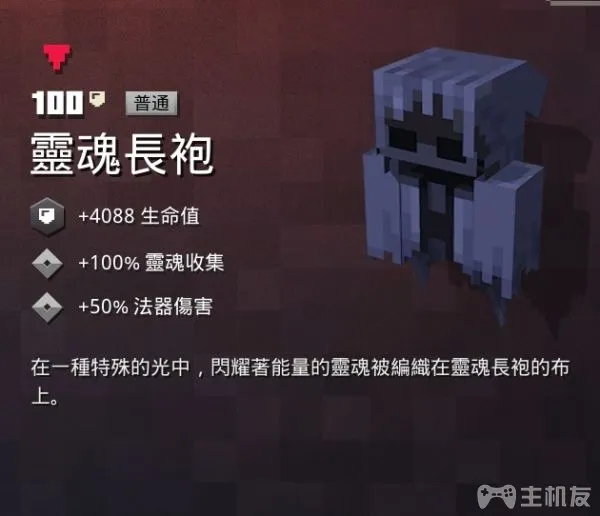 100 普通
靈魂長袍
+4088 生命值
+100% 靈魂收集
+50% 法器傷害
在一種特殊的光中，閃耀著能量的靈魂被編織在靈魂長袍的布
上。
主机友